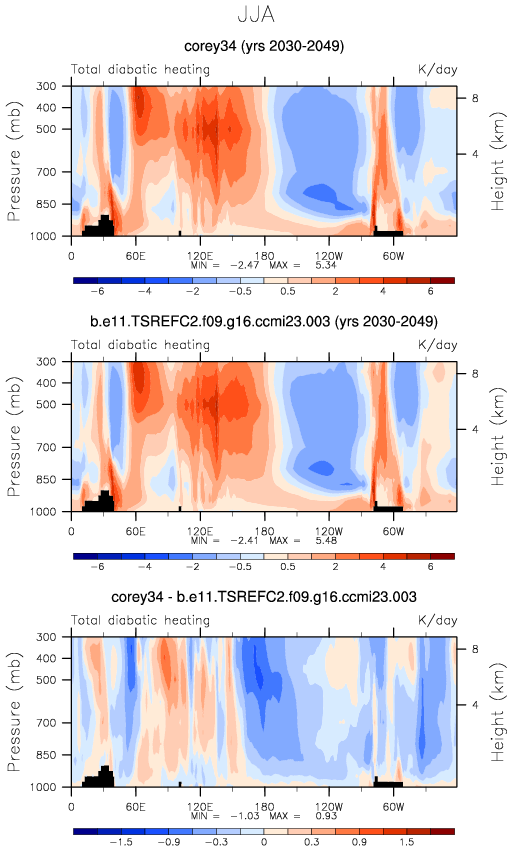 JJA
corey34 (yrs 2030-2049)
Total diabatic heating K/day
300
400
500
700
850
1000
Pressure (mb)
8
4
Height (km)
0 60E 120E 180 120W 60W
MIN = -2.47 MAX = 5.34
-6 -4 -2 -1 -0.5 0.5 1 2 4 6
b.e11.TSREFC2.f09.g16.ccmi23.003 (yrs 2030-2049)
Total diabatic heating K/day
300
400
500
700
850
1000
Pressure (mb)
8
4
Height (km)
0 60E 120E 180 120W 60W
MIN = -2.41 MAX = 5.48
-6 -4 -2 -1 -0.5 0.5 1 2 4 6
corey34 - b.e11.TSREFC2.f09.g16.ccmi23.003
Total diabatic heating K/day
300
400
500
700
850
1000
Pressure (mb)
8
4
Height (km)
0 60E 120E 180 120W 60W
MIN = -1.03 MAX = 0.93
-1.5 -0.9 -0.3 0 0.3 0.9 1.5